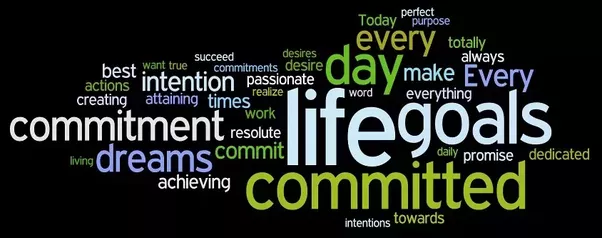 perfect
Today purpose
every totally
succeed desires always
best want true commitments desire day make Every
actions intention passionate
creating attaining times realize word everything
work
commitment resolute life goals
living dreams commit daily promise dedicated
achieving committed
intentions towards